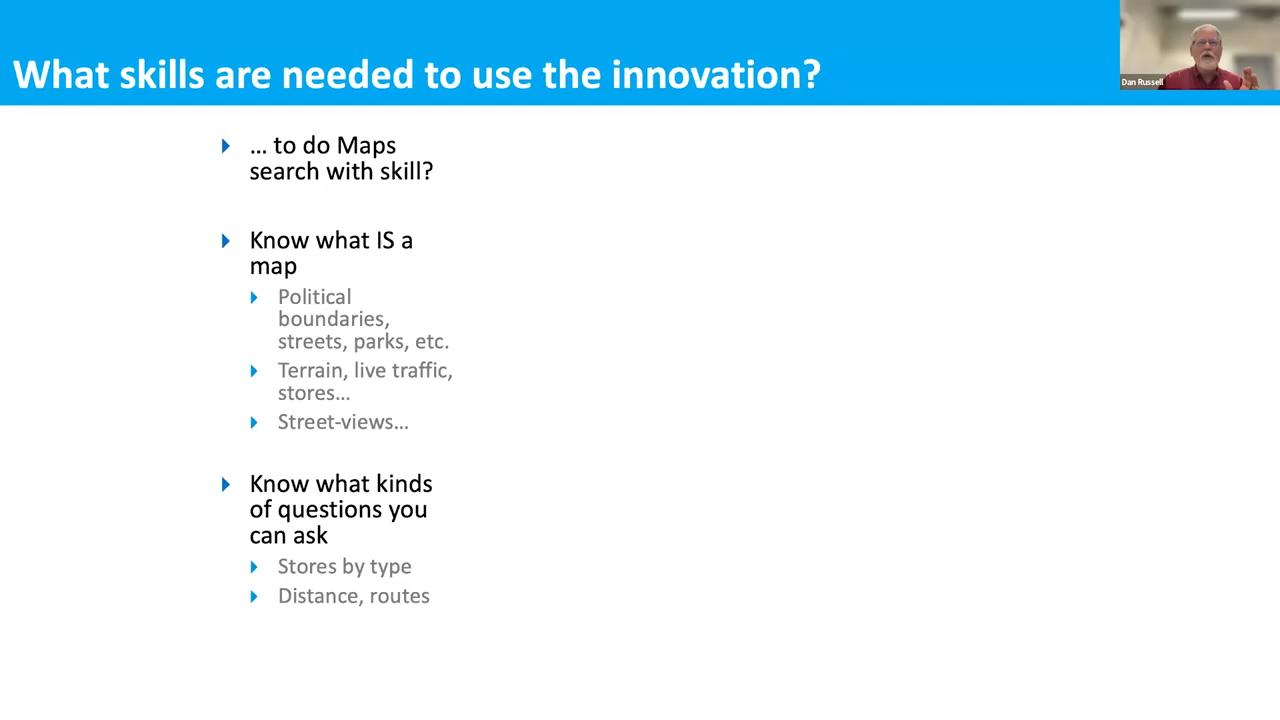 What skills are needed to use the innovation?
Dan Russell
… to do Maps
search with skill?
Know what IS a
map
Political
boundaries,
streets, parks, etc.
Terrain, live traffic,
stores…
Street-views…
Know what kinds
of questions you
can ask
Stores by type
Distance, routes